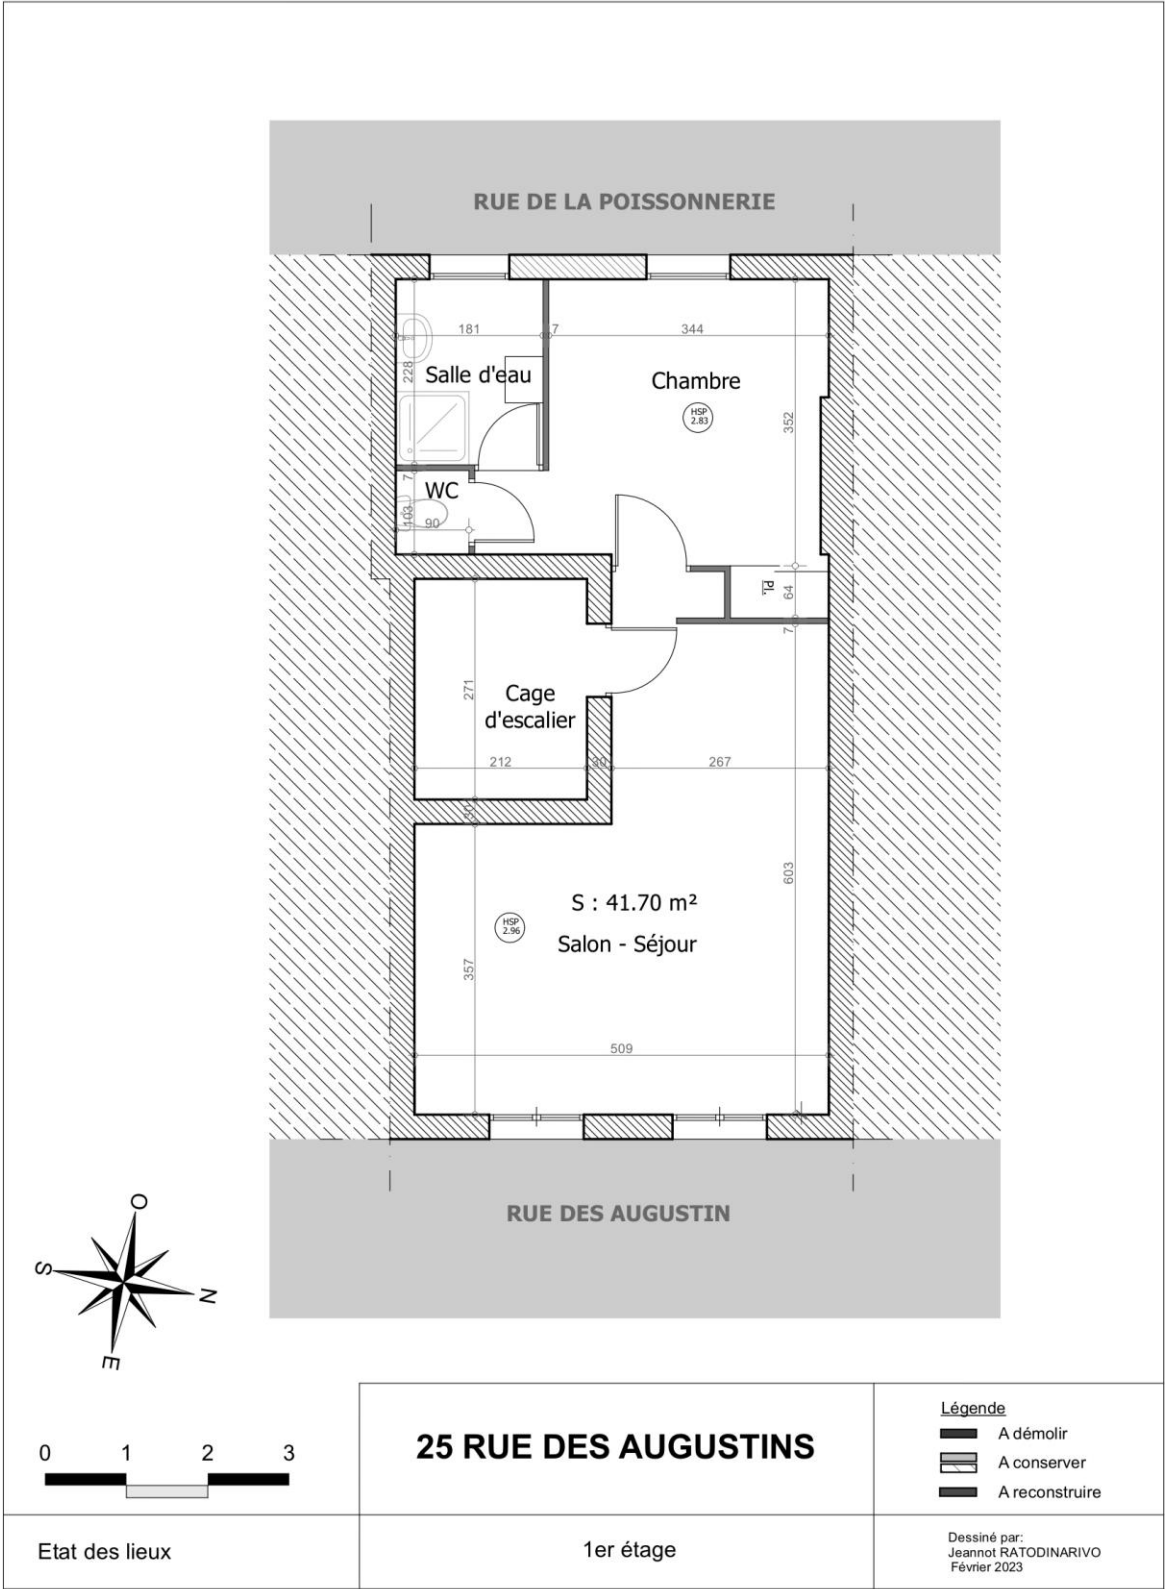 RUE DE LA POISSONNERIE
181
7
344
228
Salle d'eau
Chambre
HSP
2.83
352
7
WC
103
90
Pl.
64
7
271
Cage
d'escalier
212
30
267
30
603
S : 41.70 m²
HSP
2.96
Salon - Séjour
357
509
RUE DES AUGUSTIN
O
S
N
E
0 1 2 3
25 RUE DES AUGUSTINS
Légende
A démolir
A conserver
A reconstruire
Etat des lieux
1er étage
Dessiné par:
Jeannot RATODINARIVO
Février 2023